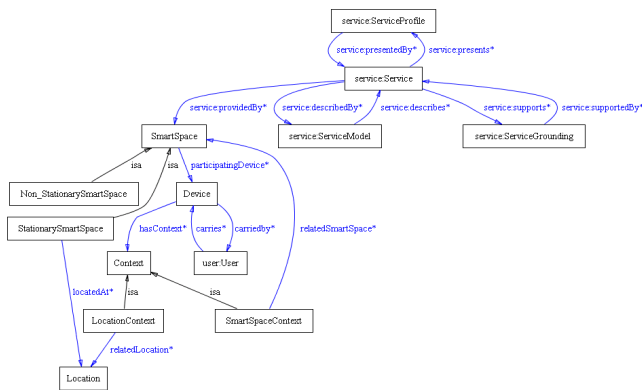 service:ServiceProfile
service:presentedBy*
service:presents*
service:Service
service:providedBy*
service:describedBy*
service:describes*
service:supports*
service:supportedBy*
SmartSpace
service:ServiceModel
service:ServiceGrounding
isa
isa
participatingDevice*
Non_StationarySmartSpace
Device
StationarySmartSpace
hasContext*
carries*
carriedby*
relatedSmartSpace*
Context
user:User
locatedAt*
isa
isa
LocationContext
SmartSpaceContext
relatedLocation*
Location